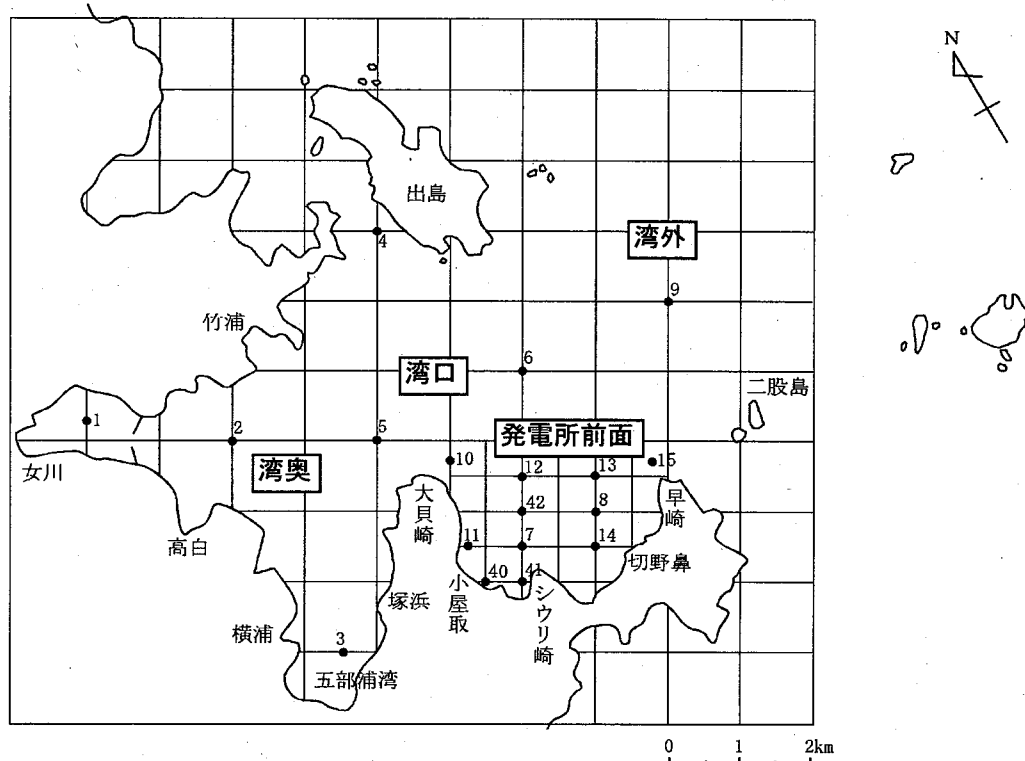 N
出島
4
湾外
9
竹浦
6
湾口
二股島
1
2
5
発電所前面
女川
湾奥
10
12
13
15
大貝崎
早崎
42
8
高白
11
7
14
切野鼻
40
41
小屋取
シウリ崎
塚浜
横浦
3
五部浦湾
0 1 2km